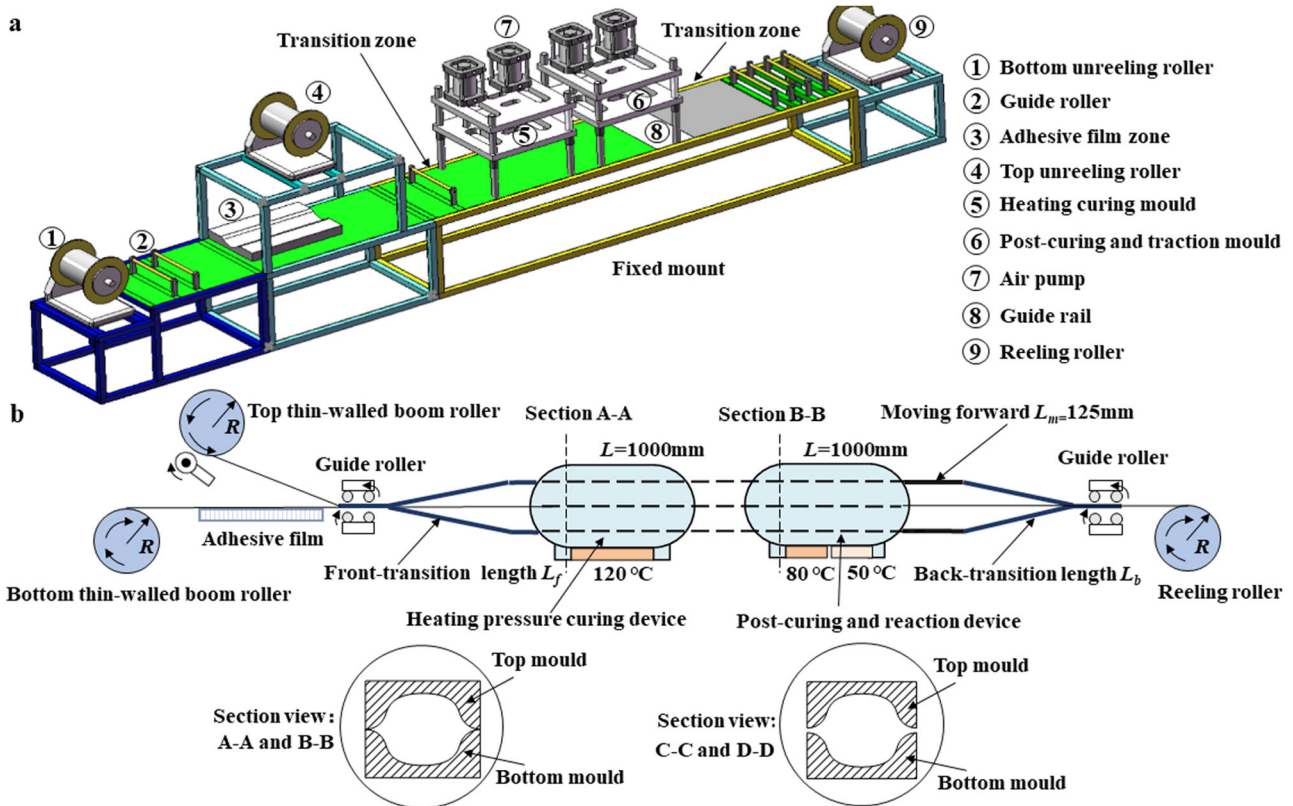 a
Transition zone
Transition zone
⑦
⑨
④
⑥
⑤
⑧
③
①
②
Fixed mount
① Bottom unreeling roller
② Guide roller
③ Adhesive film zone
④ Top unreeling roller
⑤ Heating curing mould
⑥ Post-curing and traction mould
⑦ Air pump
⑧ Guide rail
⑨ Reeling roller
b
Top thin-walled boom roller
R
Guide roller
Section A-A
L=1000mm
Section B-B
L=1000mm
Moving forward Lm=125mm
Guide roller
R
Adhesive film
Bottom thin-walled boom roller
Front-transition length Lf
120 °C
Heating pressure curing device
80 °C
50 °C
Post-curing and reaction device
Back-transition length Lb
R
Reeling roller
Section view:
A-A and B-B
Top mould
Bottom mould
Section view:
C-C and D-D
Top mould
Bottom mould